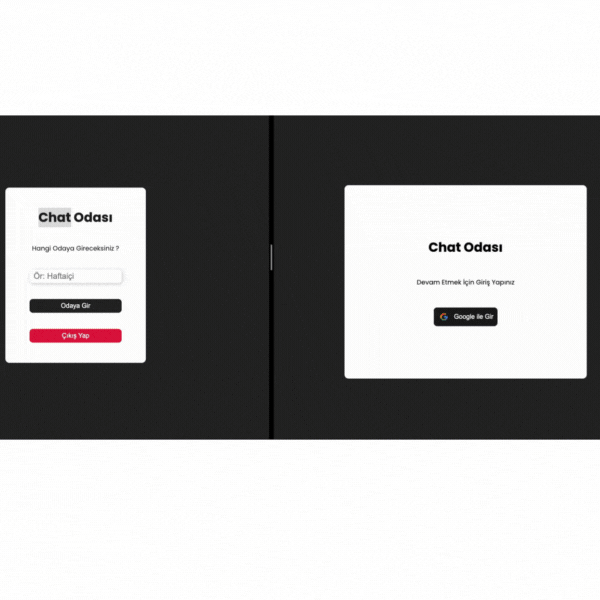 Chat Odası
Hangi Odaya Gireceksiniz ?
Ör: Haftaiçi
Odaya Gir
Çıkış Yap
Chat Odası
Devam Etmek İçin Giriş Yapınız
Google ile Gir